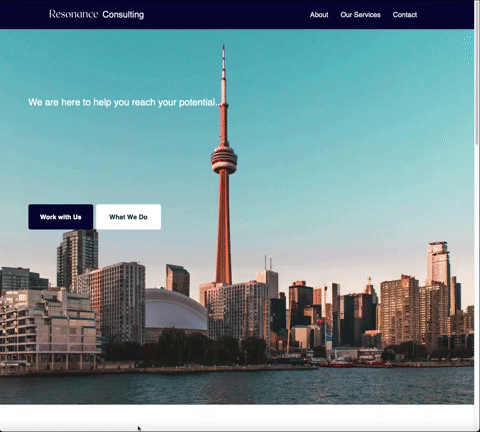 Resonance Consulting
About
Our Services
Contact
We are here to help you reach your potential...
Work with Us
What We Do